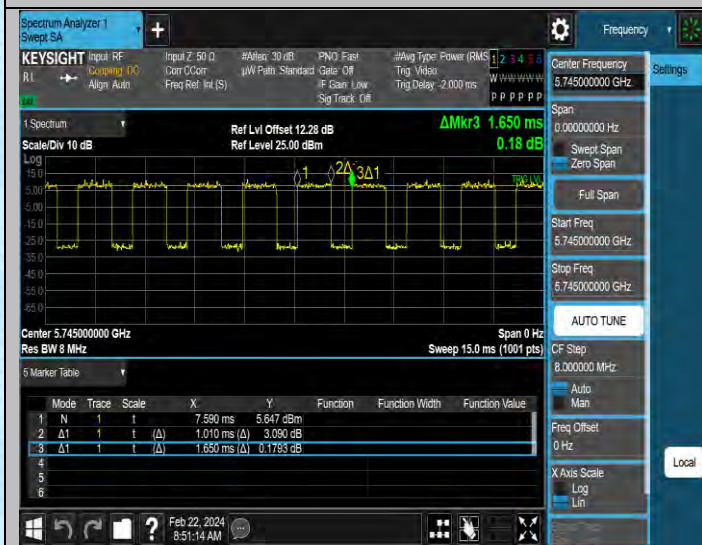 Spectrum Analyzer 1
Swept SA
+
Frequency
KEYSIGHT
Input: RF
Coupling: DC
Align: Auto
Input Z: 50 Ω
Corr CCorr
Freq Ref: Int (S)
#Atten: 30 dB
µW Path: Standard
PNO: Fast
Gate: Off
IF Gain: Low
Sig Track: Off
#Avg Type: Power (RMS
Trig: Video
Trig Delay: -2.000 ms
1 2 3 4 5 6
W W W W W W
P P P P P P
1 Spectrum
Scale/Div 10 dB
Ref Lvl Offset 12.28 dB
Ref Level 25.00 dBm
ΔMkr3 1.650 ms
0.18 dB
Log
15.0
5.00
-5.00
-15.0
-25.0
-35.0
-45.0
-55.0
-65.0
1
2Δ
3Δ1
TRIG LVL
Center 5.745000000 GHz
Res BW 8 MHz
Span 0 Hz
Sweep 15.0 ms (1001 pts)
5 Marker Table
Mode Trace Scale X Y Function Function Width Function Value
1 N 1 t 7.590 ms 5.647 dBm
2 Δ1 1 t (Δ) 1.010 ms (Δ) 3.090 dB
3 Δ1 1 t (Δ) 1.650 ms (Δ) 0.1793 dB
4
5
6
Center Frequency
5.745000000 GHz
Settings
Span
0.00000000 Hz
Swept Span
Zero Span
Full Span
Start Freq
5.745000000 GHz
Stop Freq
5.745000000 GHz
AUTO TUNE
CF Step
8.000000 MHz
Auto
Man
Freq Offset
0 Hz
X Axis Scale
Log
Lin
Local
?
Feb 22, 2024
8:51:14 AM